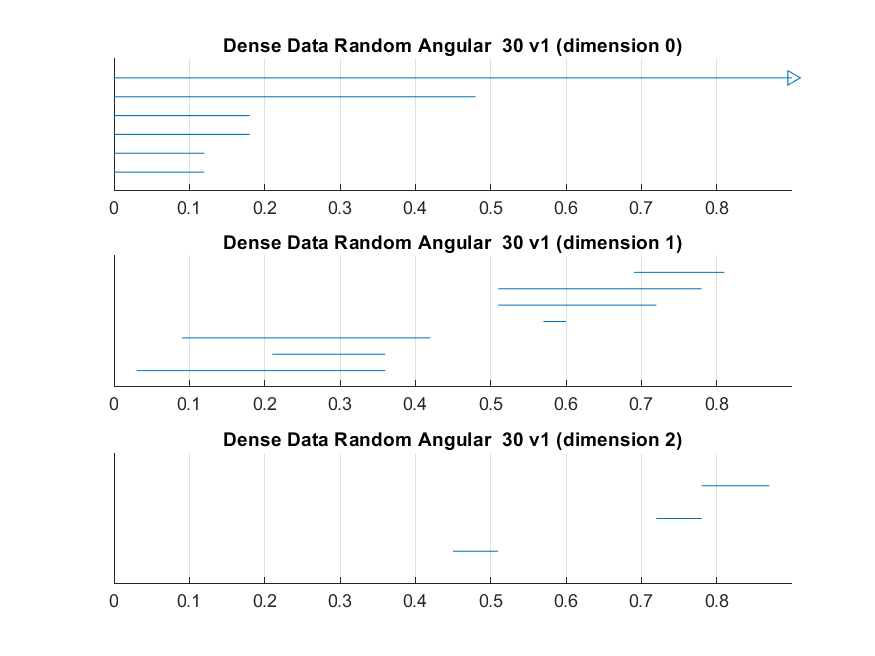 Dense Data Random Angular  30 v1 (dimension 0)
0 0.1 0.2 0.3 0.4 0.5 0.6 0.7 0.8
Dense Data Random Angular  30 v1 (dimension 1)
0 0.1 0.2 0.3 0.4 0.5 0.6 0.7 0.8
Dense Data Random Angular  30 v1 (dimension 2)
0 0.1 0.2 0.3 0.4 0.5 0.6 0.7 0.8